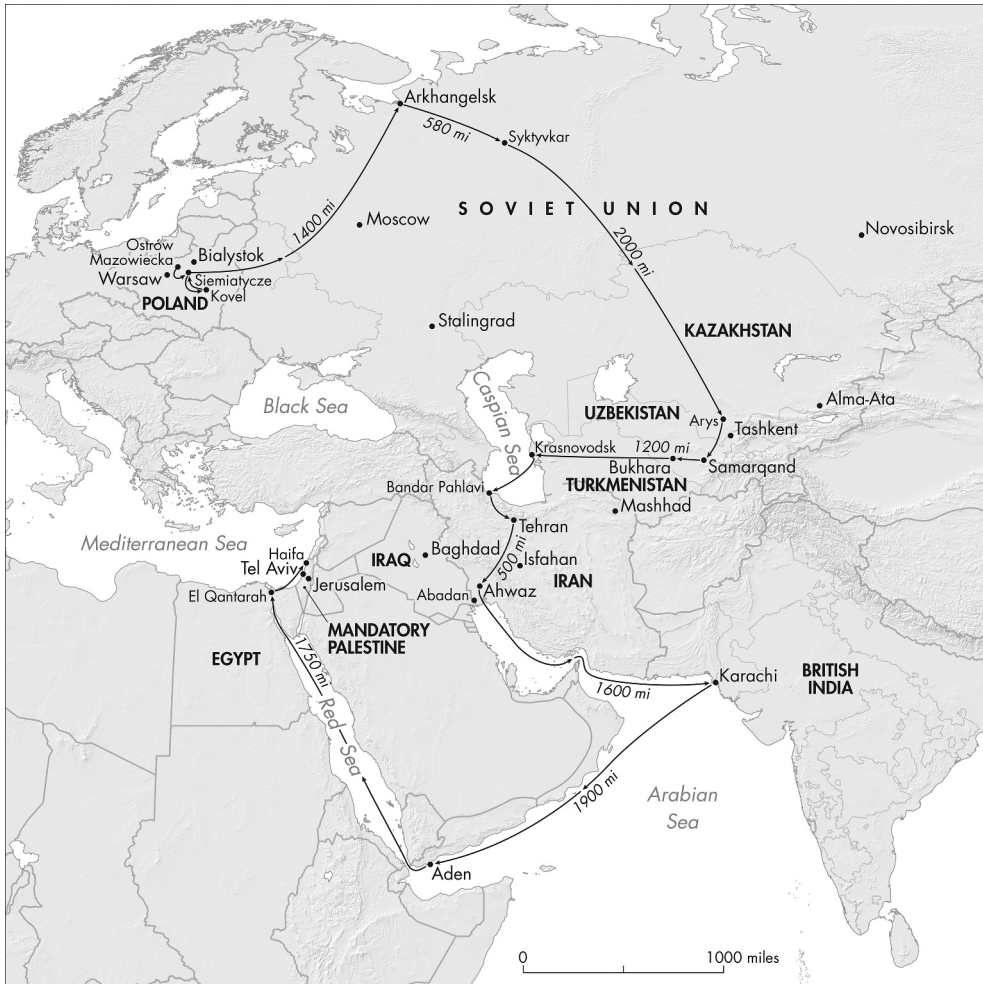 Arkhangelsk
580 mi
Syktyvkar
SOVIET UNION
1400 mi
Moscow
2000 mi
Novosibirsk
Ostrów
Mazowiecka
Bialystok
Warsaw
Siemiatycze
Kovel
POLAND
Stalingrad
KAZAKHSTAN
Caspian Sea
Black Sea
UZBEKISTAN
Alma-Ata
Arys
Tashkent
Krasnovodsk
1200 mi
Bukhara
Samarqand
TURKMENISTAN
Bandar Pahlavi
Mashhad
Tehran
Mediterranean Sea
Haifa
Tel Aviv
Jerusalem
IRAQ
Baghdad
500 mi
Isfahan
IRAN
El Qantarah
Abadan
Ahwaz
MANDATORY
PALESTINE
EGYPT
1750 mi
Red Sea
1600 mi
Karachi
BRITISH
INDIA
1900 mi
Arabian
Sea
Aden
0
1000 miles